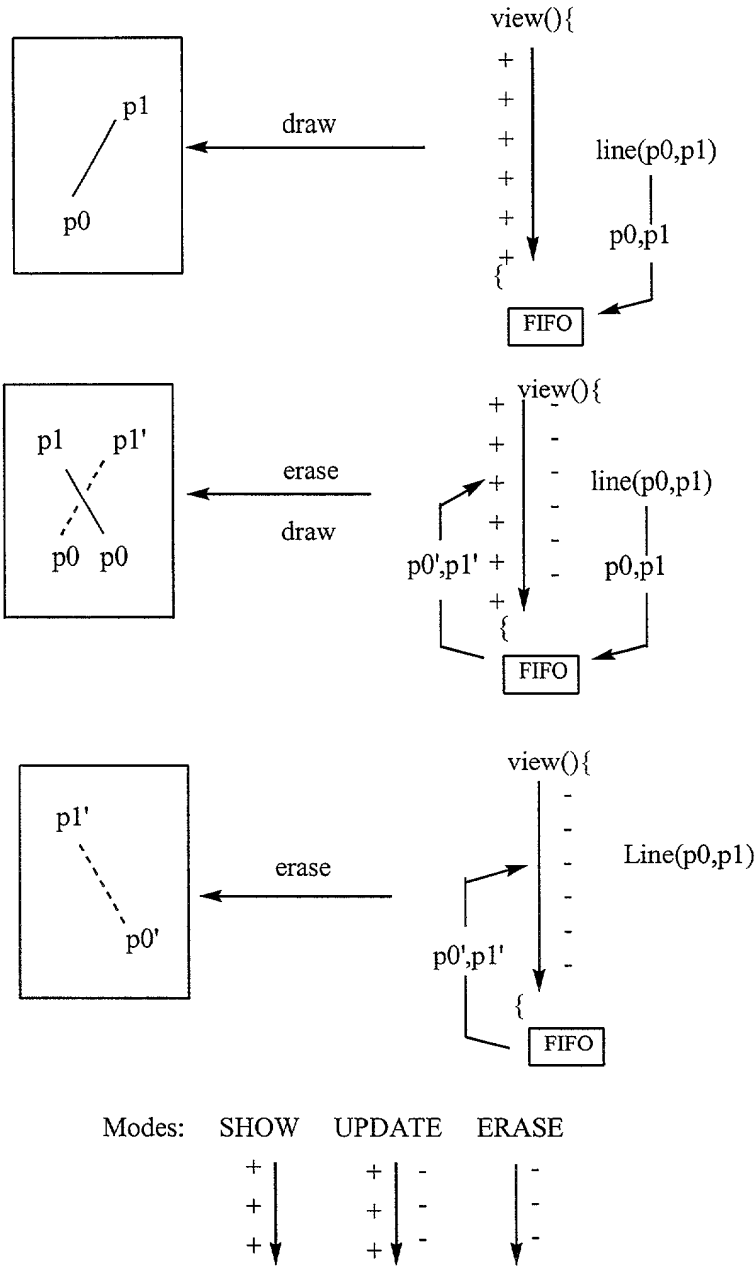 view(){
+
p1
+
draw
+
line(p0,p1)
+
p0
+
p0,p1
+
{
FIFO
view(){
+ -
p1 p1'
+ -
erase
+ -
line(p0,p1)
draw
+ -
p0 p0
p0',p1'
+ -
p0,p1
+
{
FIFO
view(){
-
p1'
-
Line(p0,p1)
erase
-
-
p0'
p0',p1'
-
-
{
FIFO
Modes: SHOW UPDATE ERASE
+ + - -
+ + - -
+ + - -